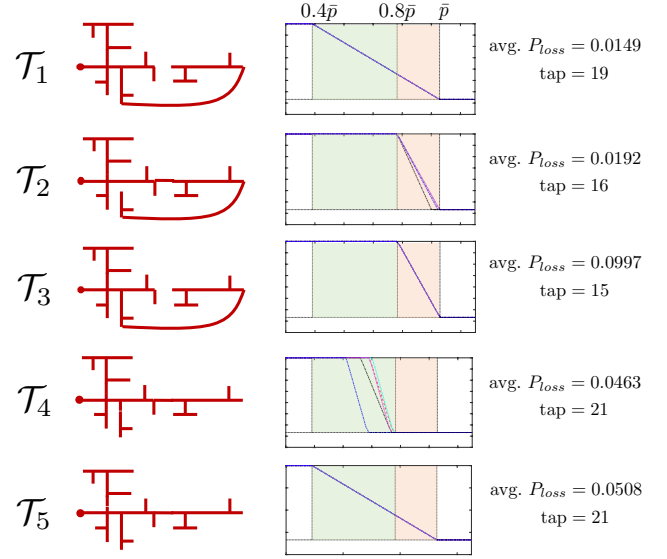 0.4p̄ 0.8p̄ p̄
𝒯₁ avg. P_loss = 0.0149
tap = 19
𝒯₂ avg. P_loss = 0.0192
tap = 16
𝒯₃ avg. P_loss = 0.0997
tap = 15
𝒯₄ avg. P_loss = 0.0463
tap = 21
𝒯₅ avg. P_loss = 0.0508
tap = 21